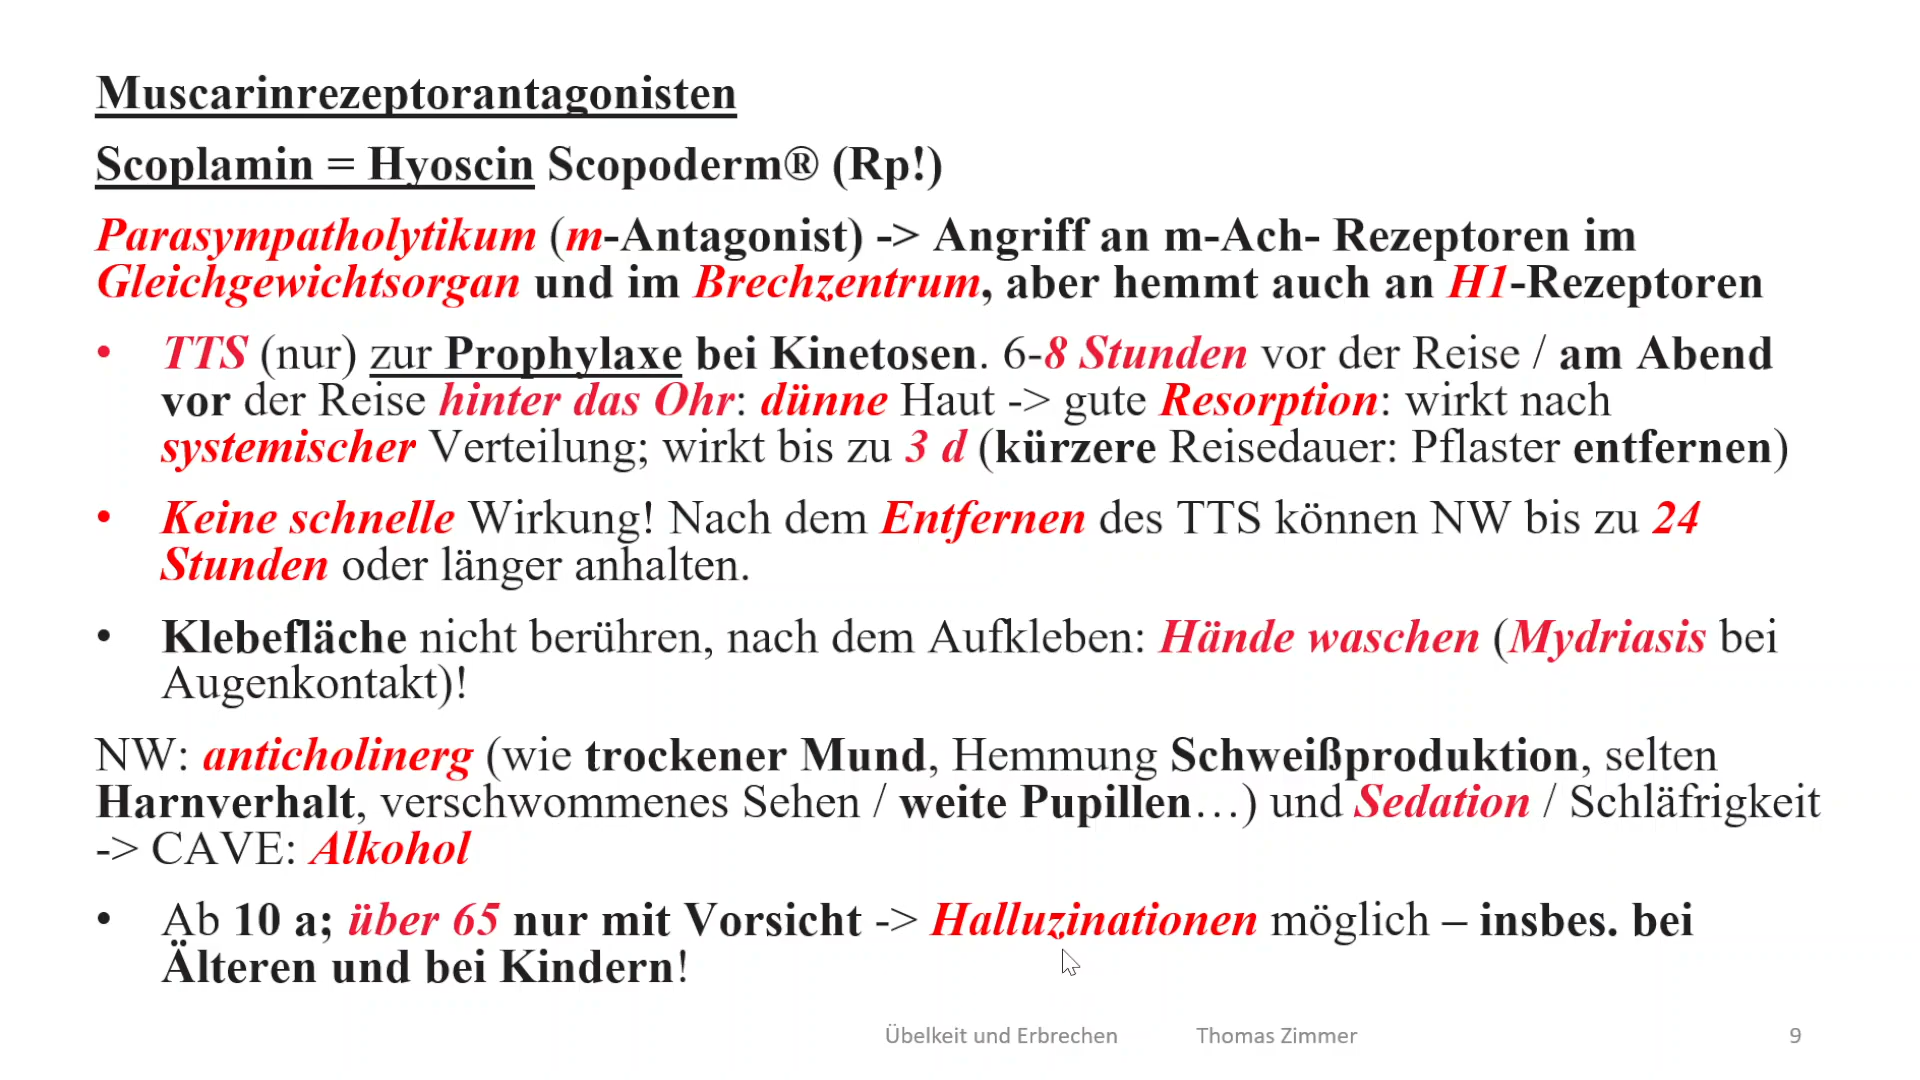 Muscarinrezeptorantagonisten
Scoplamin = Hyoscin Scopoderm® (Rp!)
Parasympatholytikum (m-Antagonist) -> Angriff an m-Ach- Rezeptoren im
Gleichgewichtsorgan und im Brechzentrum, aber hemmt auch an H1-Rezeptoren
• TTS (nur) zur Prophylaxe bei Kinetosen. 6-8 Stunden vor der Reise / am Abend
vor der Reise hinter das Ohr: dünne Haut -> gute Resorption: wirkt nach
systemischer Verteilung; wirkt bis zu 3 d (kürzere Reisedauer: Pflaster entfernen)
• Keine schnelle Wirkung! Nach dem Entfernen des TTS können NW bis zu 24
Stunden oder länger anhalten.
• Klebefläche nicht berühren, nach dem Aufkleben: Hände waschen (Mydriasis bei
Augenkontakt)!
NW: anticholinerg (wie trockener Mund, Hemmung Schweißproduktion, selten
Harnverhalt, verschwommenes Sehen / weite Pupillen…) und Sedation / Schläfrigkeit
-> CAVE: Alkohol
• Ab 10 a; über 65 nur mit Vorsicht -> Halluzinationen möglich – insbes. bei
Älteren und bei Kindern!
Übelkeit und Erbrechen Thomas Zimmer 9